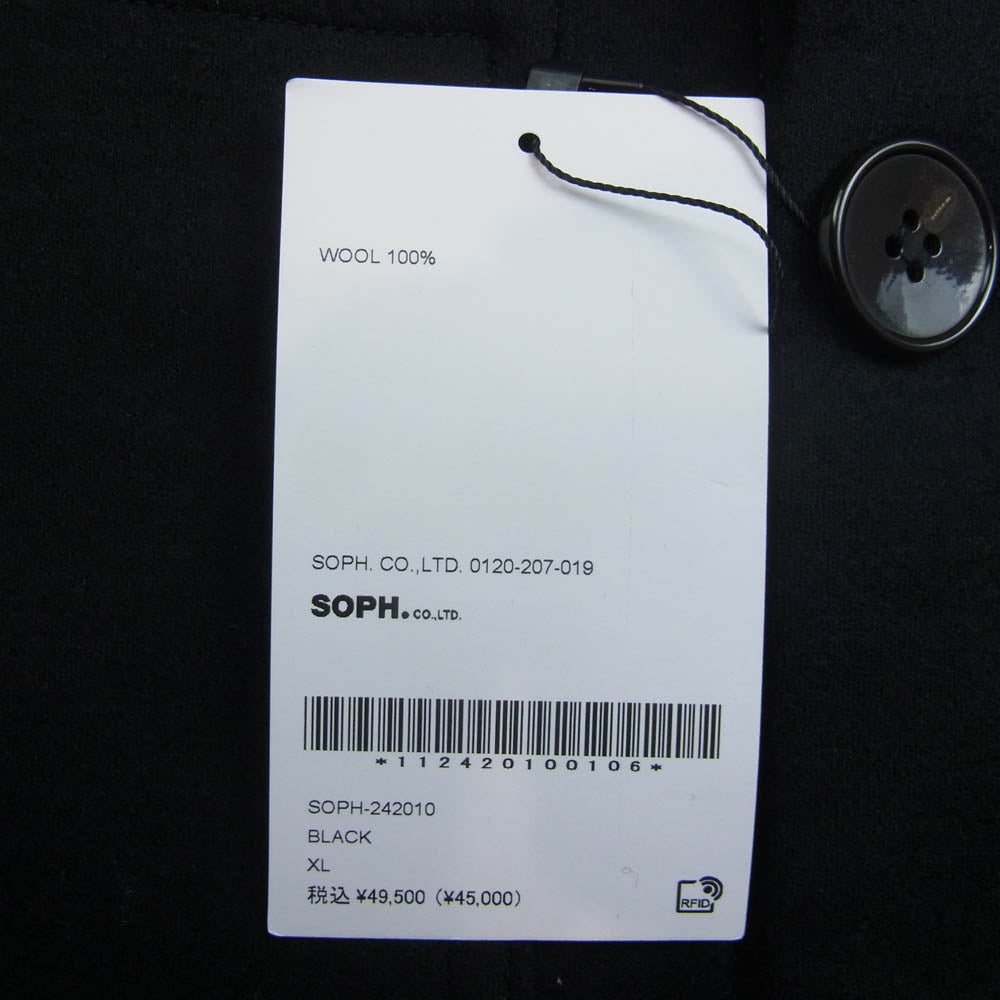 WOOL 100%
SOPH. CO.,LTD. 0120-207-019
SOPH. CO.,LTD.
*112420100106*
SOPH-242010
BLACK
XL
税込 ¥49,500 (¥45,000)
RFID